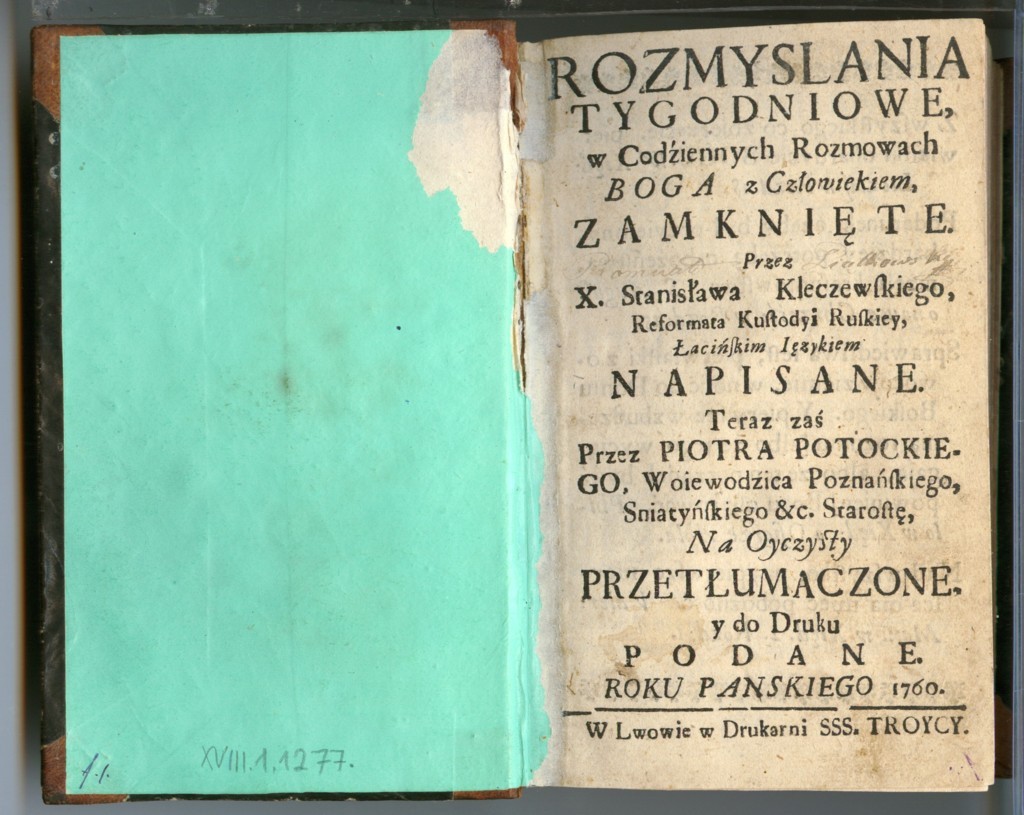 XVIII.1.1277.
ROZMYSLANIA
TYGODNIOWE,
w Codźiennych Rozmowach
BOGA z Człowiekiem,
ZAMKNIĘTE.
Przez
X. Stanisława Kleczewſkiego,
Reformata Kuſtodyi Ruſkiey,
Łacińſkim Ięzykiem
NAPISANE.
Teraz zaś
Przez PIOTRA POTOCKIE-
GO, Woiewodźica Poznańſkiego,
Sniatyńſkiego &c. Staroſtę,
Na Oyczyſty
PRZETŁUMACZONE,
y do Druku
PODANE.
ROKU PANSKIEGO 1760.
W Lwowie w Drukarni SSS. TROYCY.